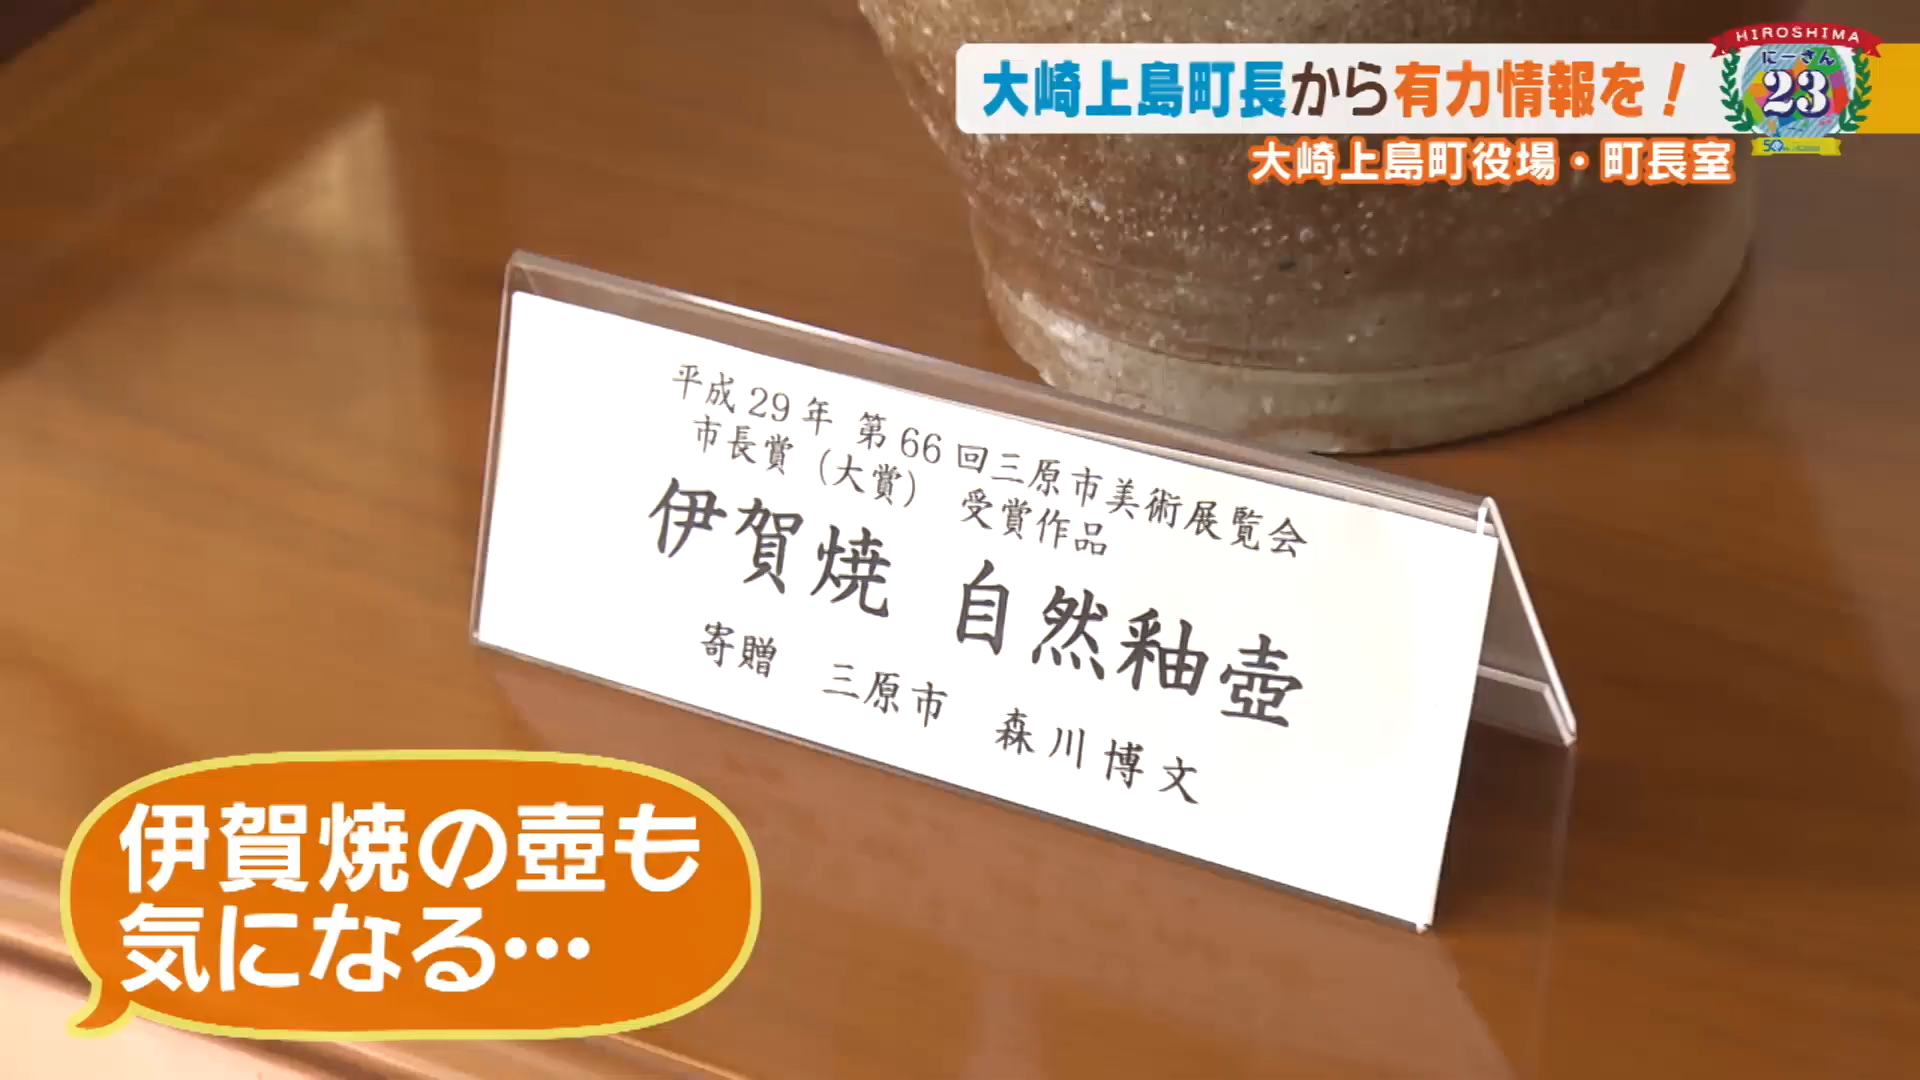 大崎上島町長から有力情報を！
HIROSHIMA
にーさん
23
大崎上島町役場・町長室
平成29年 第66回三原市美術展覧会
市長賞（大賞） 受賞作品
伊賀焼 自然釉壺
寄贈 三原市 森川博文
伊賀焼の壺も
気になる…